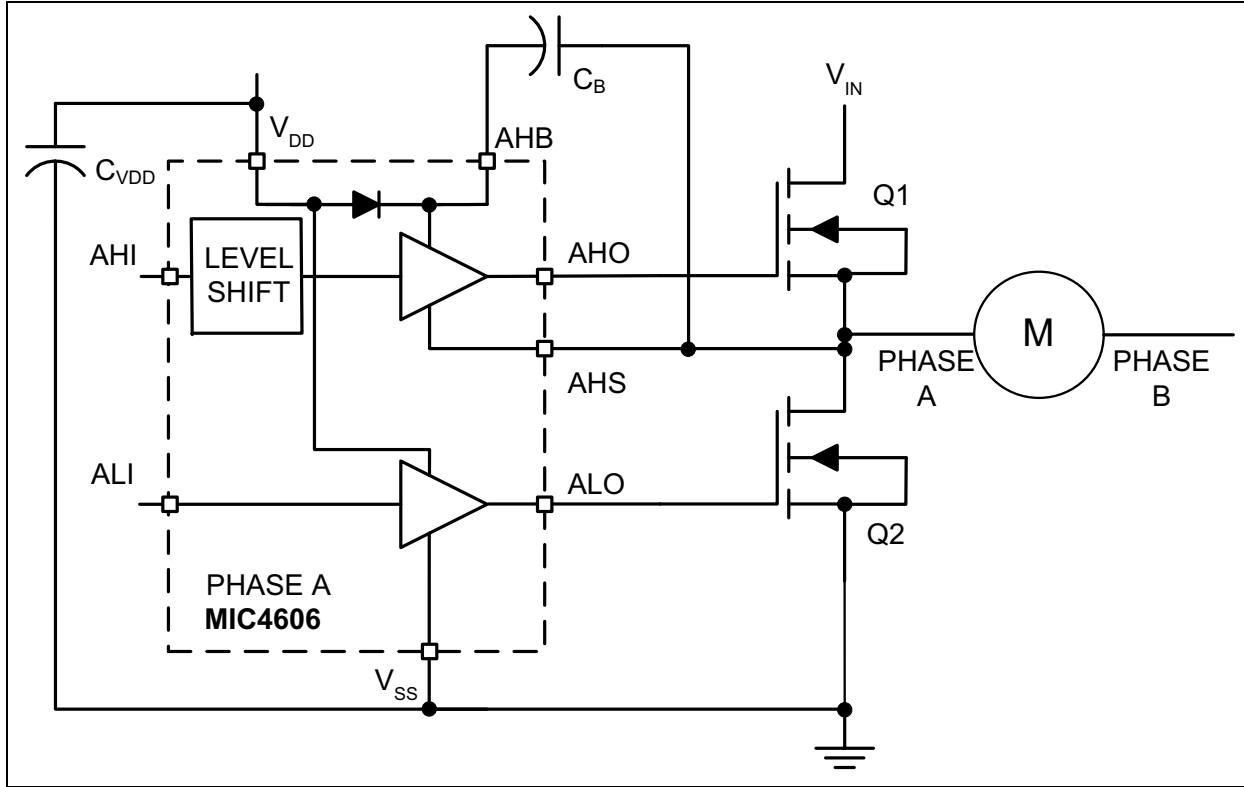 C_B
V_IN
V_DD
AHB
C_VDD
Q1
AHI
LEVEL
SHIFT
AHO
M
PHASE
A
PHASE
B
AHS
ALI
ALO
Q2
PHASE A
MIC4606
V_SS